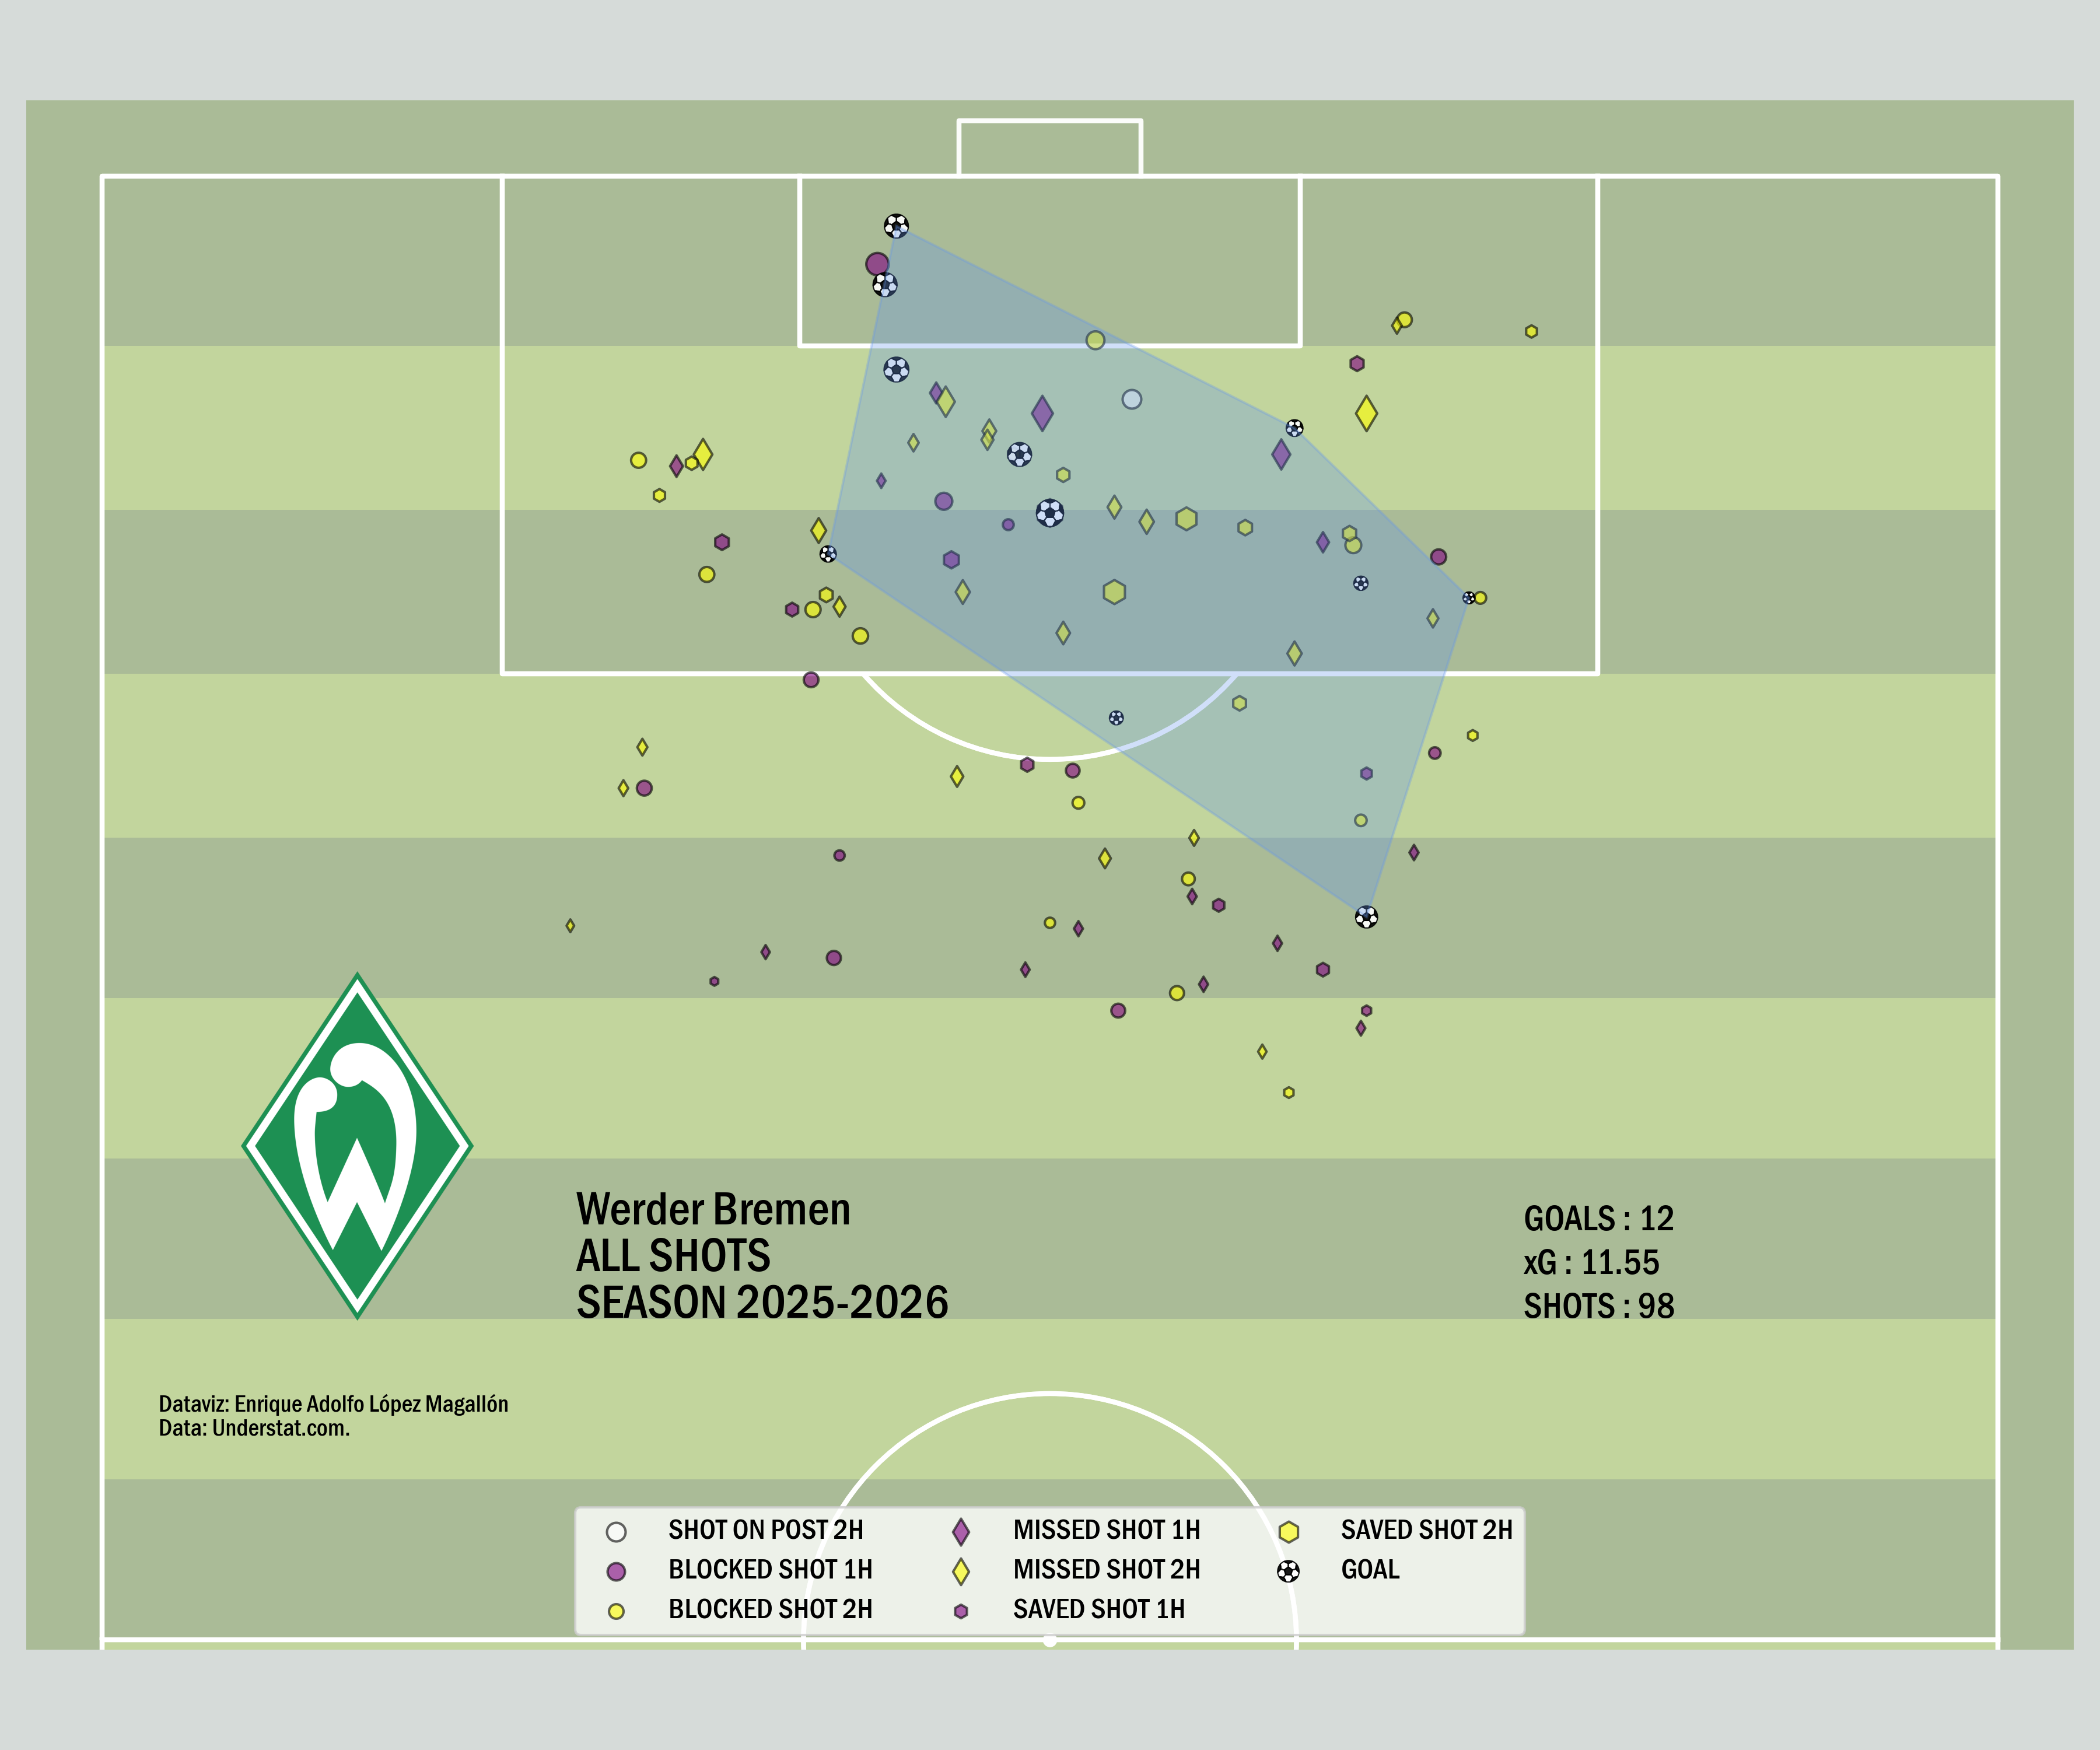 Werder Bremen
ALL SHOTS
SEASON 2025-2026
GOALS : 12
xG : 11.55
SHOTS : 98
Dataviz: Enrique Adolfo López Magallón
Data: Understat.com.
SHOT ON POST 2H
BLOCKED SHOT 1H
BLOCKED SHOT 2H
MISSED SHOT 1H
MISSED SHOT 2H
SAVED SHOT 1H
SAVED SHOT 2H
GOAL